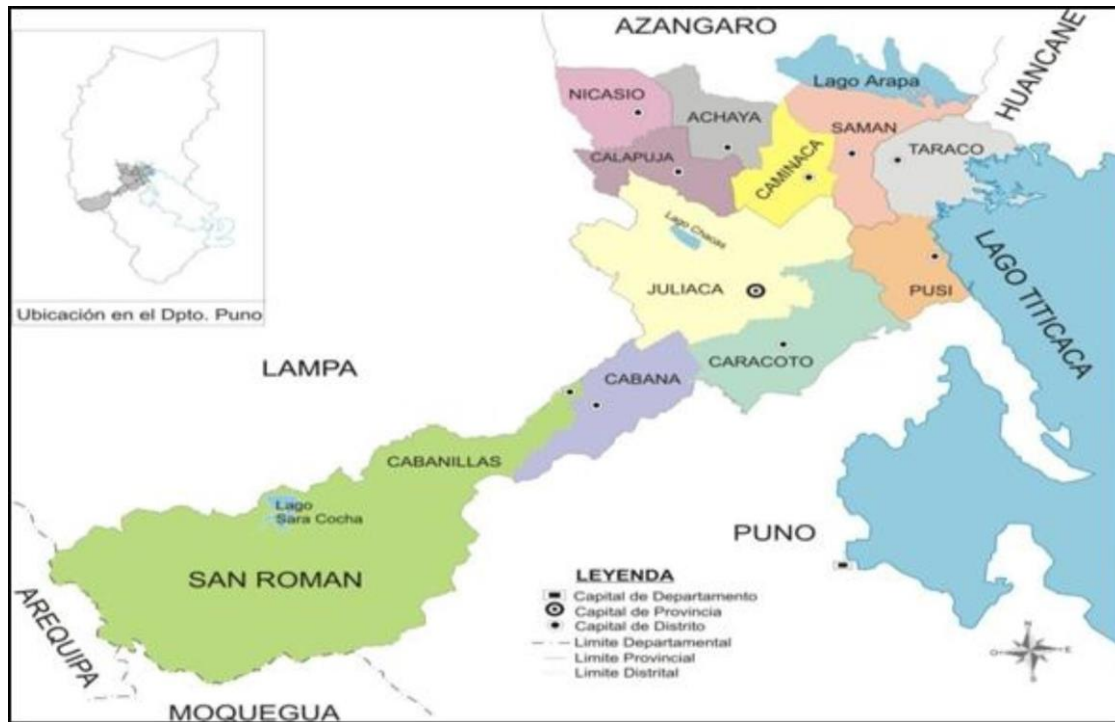 AZANGARO
HUANCANE
Lago Arapa
NICASIO
ACHAYA
SAMAN
TARACO
CALAPUJA
CAMINACA
Lago Chacas
LAGO TITICACA
JULIACA
PUSI
Ubicación en el Dpto. Puno
LAMPA
CARACOTO
CABANA
CABANILLAS
Lago
Sara Cocha
PUNO
SAN ROMAN
AREQUIPA
MOQUEGUA
LEYENDA
Capital de Departamento
Capital de Provincia
Capital de Distrito
Limite Departamental
Limite Provincial
Limite Distrital
N
O
E
S